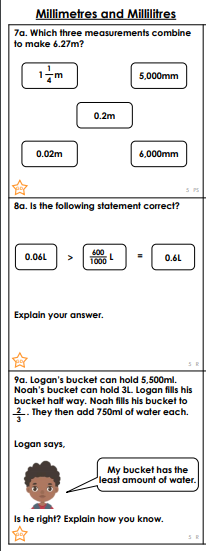 Millimetres and Millilitres
7a. Which three measurements combine
to make 6.27m?
1 1/4 m
5,000mm
0.2m
0.02m
6,000mm
5 PS
8a. Is the following statement correct?
0.06L > 600/1000 L = 0.6L
Explain your answer.
5 R
9a. Logan's bucket can hold 5,500ml.
Noah's bucket can hold 3L. Logan fills his
bucket half way. Noah fills his bucket to
2/3. They then add 750ml of water each.
Logan says,
My bucket has the
least amount of water.
Is he right? Explain how you know.
5 R